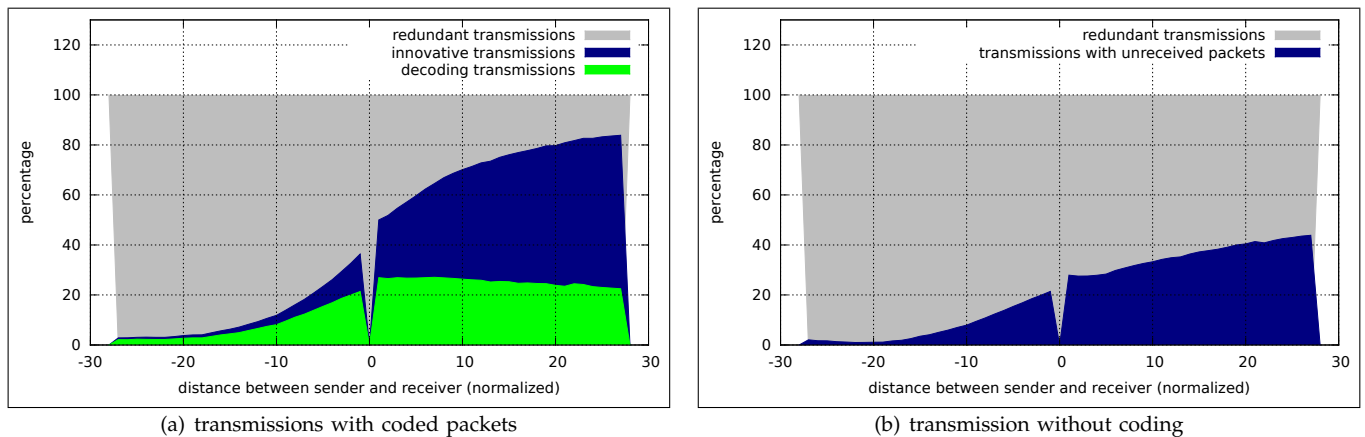 redundant transmissions
innovative transmissions
decoding transmissions
120
100
80
60
40
20
0
percentage
-30
-20
-10
0
10
20
30
distance between sender and receiver (normalized)
(a) transmissions with coded packets
redundant transmissions
transmissions with unreceived packets
120
100
80
60
40
20
0
percentage
-30
-20
-10
0
10
20
30
distance between sender and receiver (normalized)
(b) transmission without coding